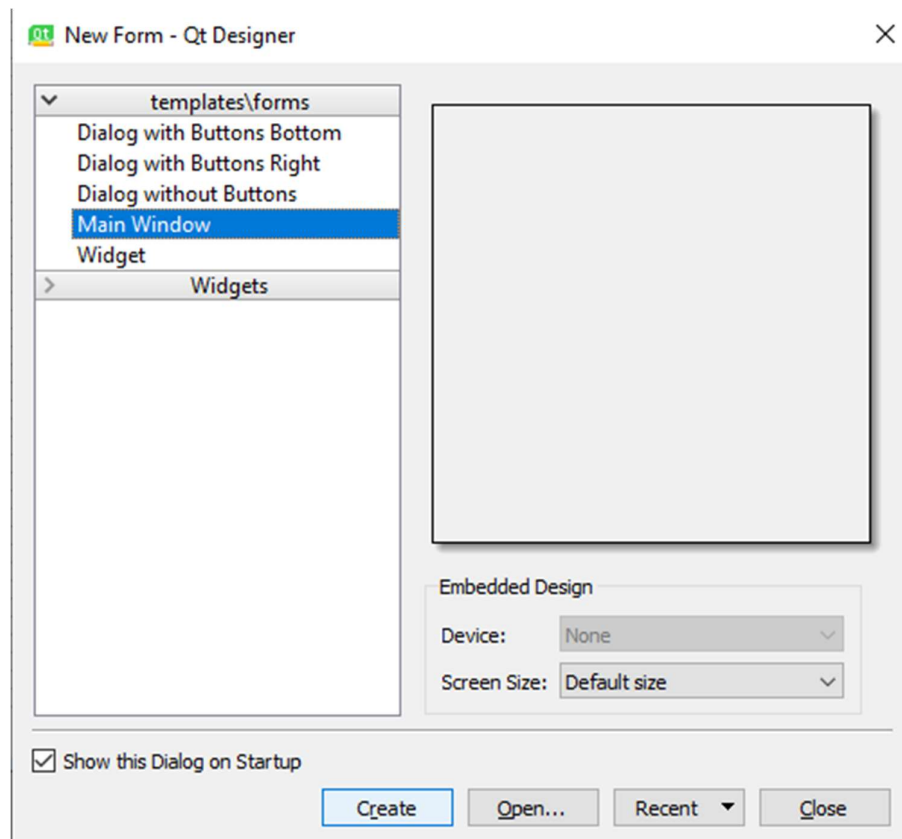 Qt New Form - Qt Designer
templates\forms
Dialog with Buttons Bottom
Dialog with Buttons Right
Dialog without Buttons
Main Window
Widget
Widgets
Embedded Design
Device: None
Screen Size: Default size
Show this Dialog on Startup
Create Open... Recent Close